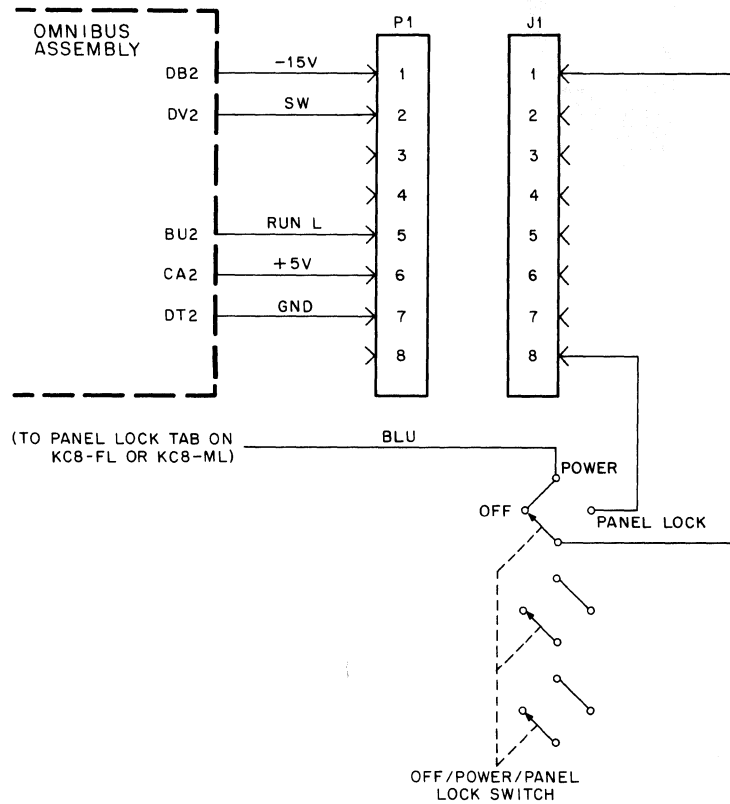 OMNIBUS
ASSEMBLY
P1
J1
DB2
-15V
1
1
DV2
SW
2
2
3
3
4
4
BU2
RUN L
5
5
CA2
+5V
6
6
DT2
GND
7
7
8
8
(TO PANEL LOCK TAB ON
KC8-FL OR KC8-ML)
BLU
POWER
OFF
PANEL LOCK
OFF/POWER/PANEL
LOCK SWITCH